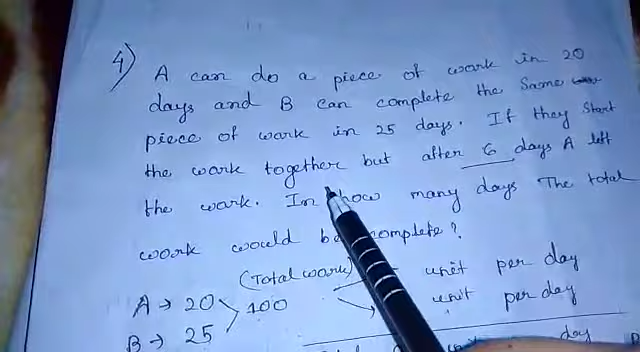 4) A can do a piece of work in 20
days and B can complete the same
piece of work in 25 days. If they start
the work together but after 6 days A left
the work. In how many days The total
work would be complete?
(Total work)
A → 20 100 unit per day
B → 25 unit per day
day